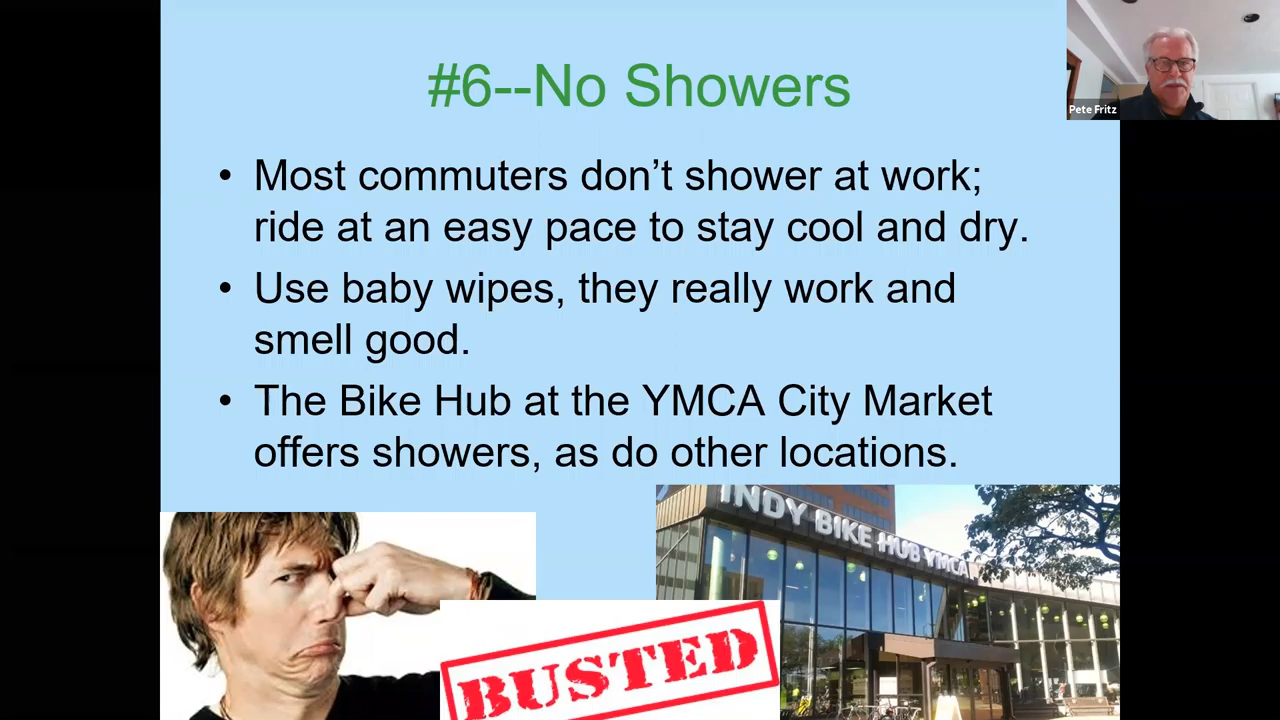 #6--No Showers
Pete Fritz
• Most commuters don’t shower at work;
ride at an easy pace to stay cool and dry.
• Use baby wipes, they really work and
smell good.
• The Bike Hub at the YMCA City Market
offers showers, as do other locations.
INDY BIKE HUB YMCA
BUSTED